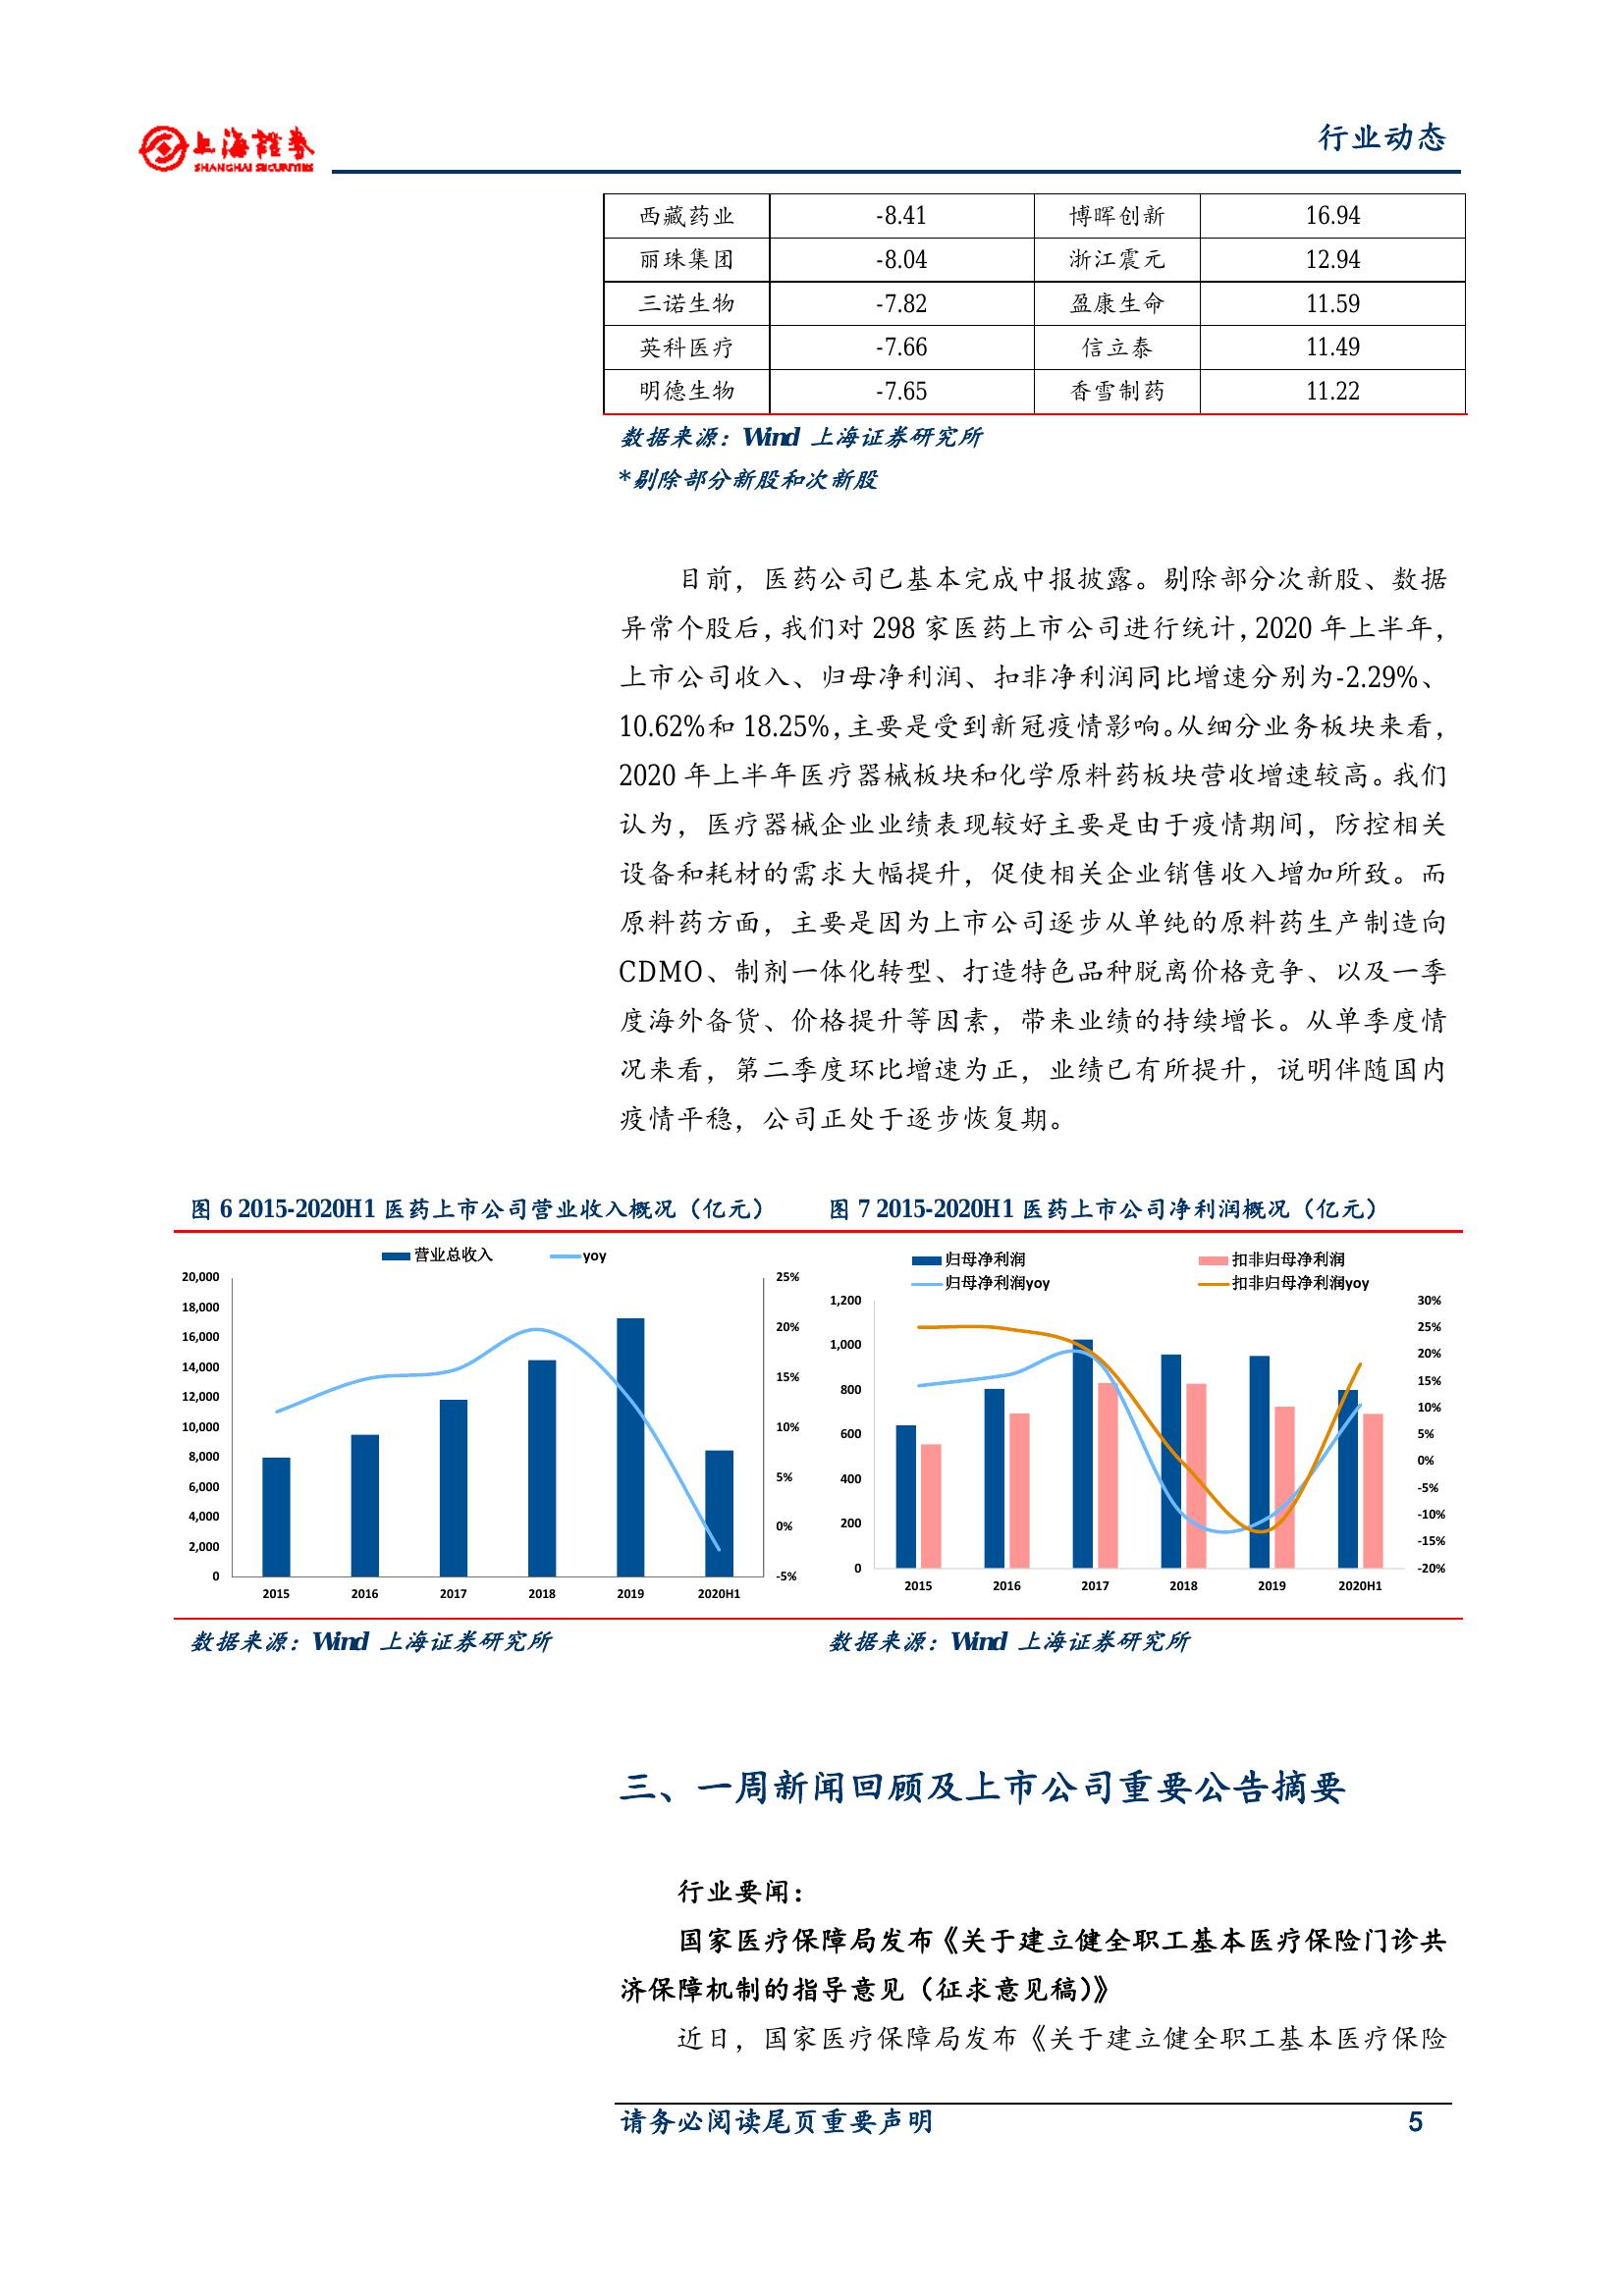 上海證券
SHANGHAI SECURITIES
行业动态
西藏药业 -8.41 博晖创新 16.94
丽珠集团 -8.04 浙江震元 12.94
三诺生物 -7.82 盈康生命 11.59
英科医疗 -7.66 信立泰 11.49
明德生物 -7.65 香雪制药 11.22
数据来源：Wind 上海证券研究所
*剔除部分新股和次新股
目前，医药公司已基本完成中报披露。剔除部分次新股、数据
异常个股后，我们对 298 家医药上市公司进行统计，2020 年上半年，
上市公司收入、归母净利润、扣非净利润同比增速分别为-2.29%、
10.62%和 18.25%，主要是受到新冠疫情影响。从细分业务板块来看，
2020 年上半年医疗器械板块和化学原料药板块营收增速较高。我们
认为，医疗器械企业业绩表现较好主要是由于疫情期间，防控相关
设备和耗材的需求大幅提升，促使相关企业销售收入增加所致。而
原料药方面，主要是因为上市公司逐步从单纯的原料药生产制造向
CDMO、制剂一体化转型、打造特色品种脱离价格竞争、以及一季
度海外备货、价格提升等因素，带来业绩的持续增长。从单季度情
况来看，第二季度环比增速为正，业绩已有所提升，说明伴随国内
疫情平稳，公司正处于逐步恢复期。
图 6 2015-2020H1 医药上市公司营业收入概况（亿元）
营业总收入 yoy
20,000
18,000
16,000
14,000
12,000
10,000
8,000
6,000
4,000
2,000
0
25%
20%
15%
10%
5%
0%
-5%
2015 2016 2017 2018 2019 2020H1
数据来源：Wind 上海证券研究所
图 7 2015-2020H1 医药上市公司净利润概况（亿元）
归母净利润 扣非归母净利润
归母净利润yoy 扣非归母净利润yoy
1,200
1,000
800
600
400
200
0
30%
25%
20%
15%
10%
5%
0%
-5%
-10%
-15%
-20%
2015 2016 2017 2018 2019 2020H1
数据来源：Wind 上海证券研究所
三、一周新闻回顾及上市公司重要公告摘要
行业要闻：
国家医疗保障局发布《关于建立健全职工基本医疗保险门诊共
济保障机制的指导意见（征求意见稿）》
近日，国家医疗保障局发布《关于建立健全职工基本医疗保险
请务必阅读尾页重要声明 5